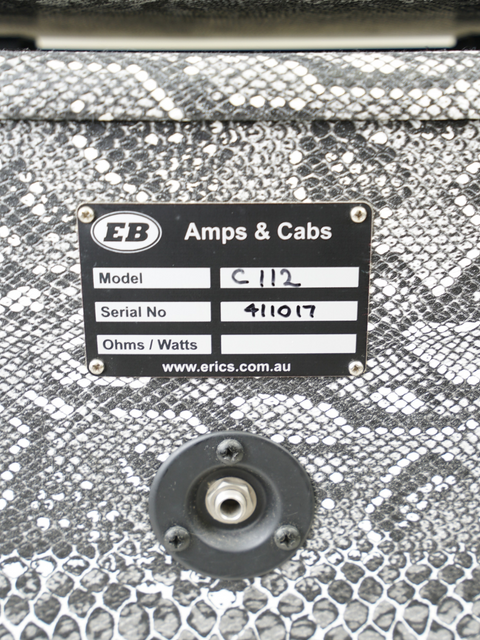 EB Amps & Cabs
Model C112
Serial No 411017
Ohms / Watts
www.erics.com.au